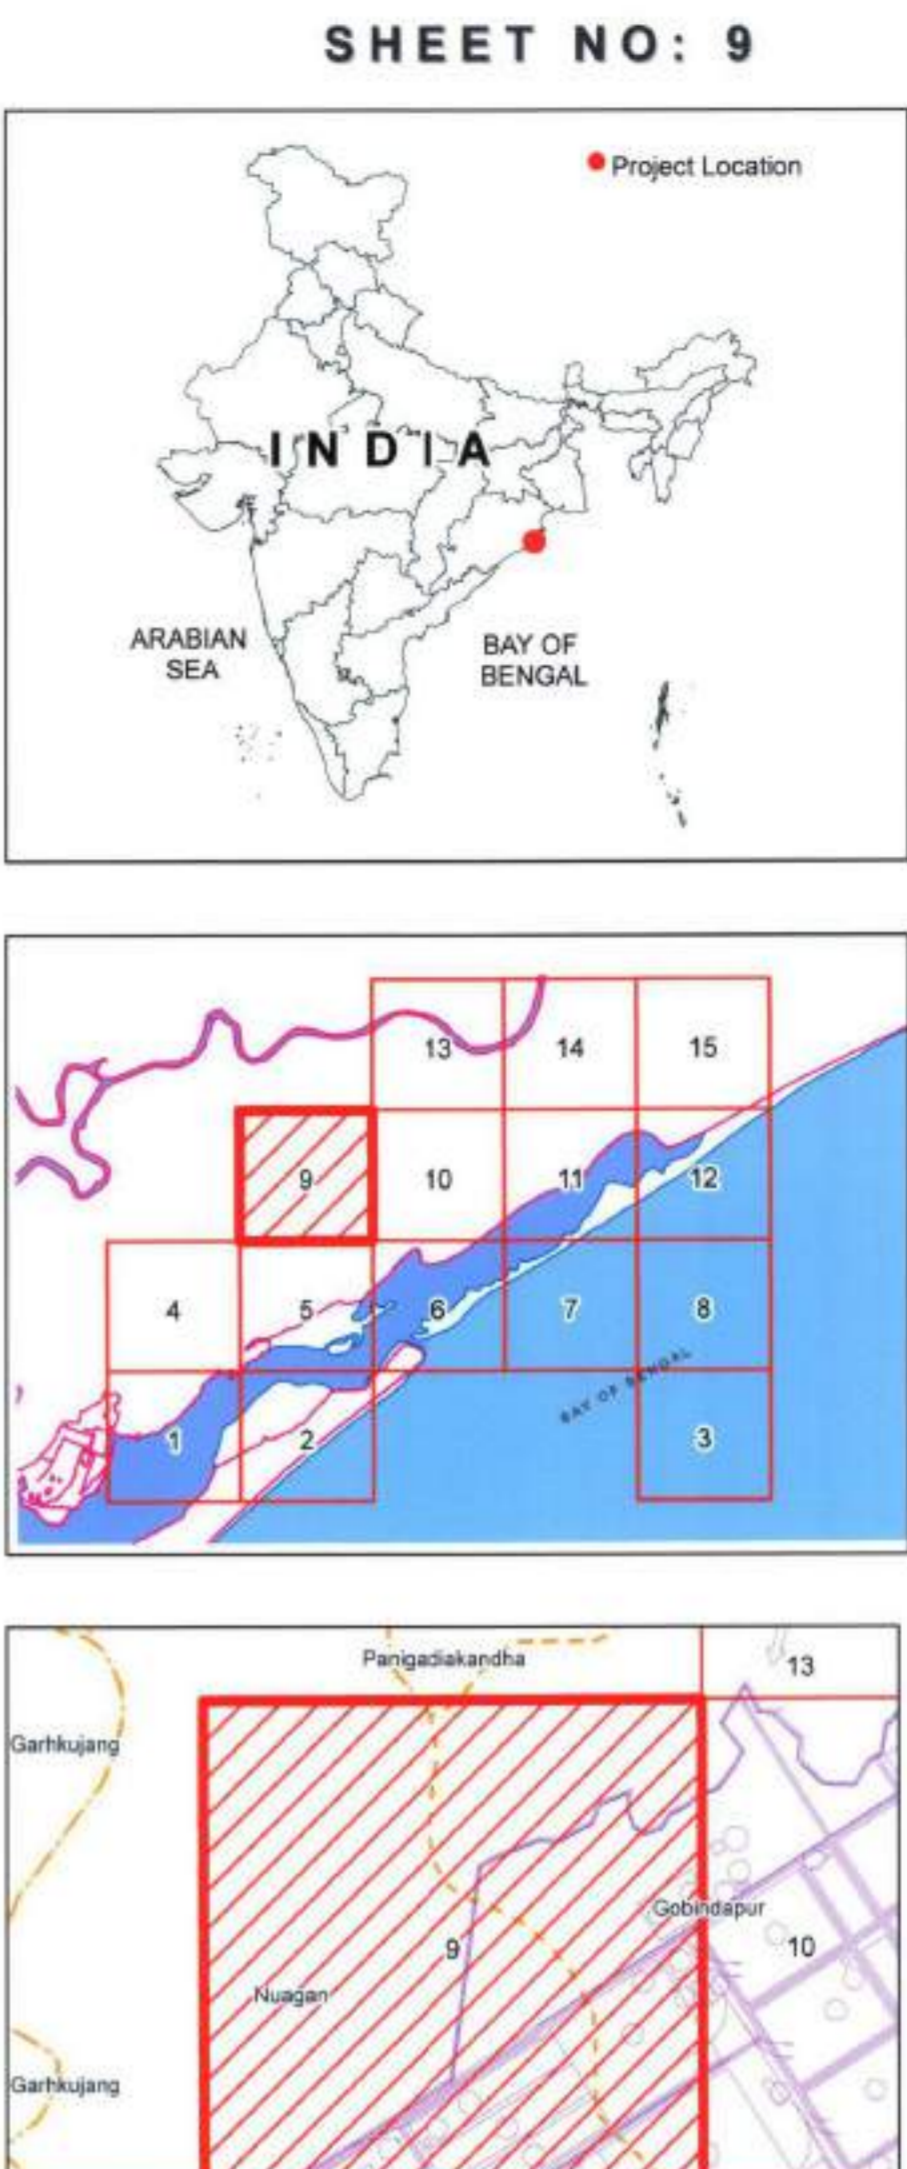 SHEET NO: 9
Project Location
INDIA
ARABIAN
SEA
BAY OF
BENGAL
13
14
15
9
10
11
12
4
5
6
7
8
BAY OF BENGAL
1
2
3
Panigadiakandha
13
Garhkujang
Gobindapur
9
10
Nuagan
Garhkujang